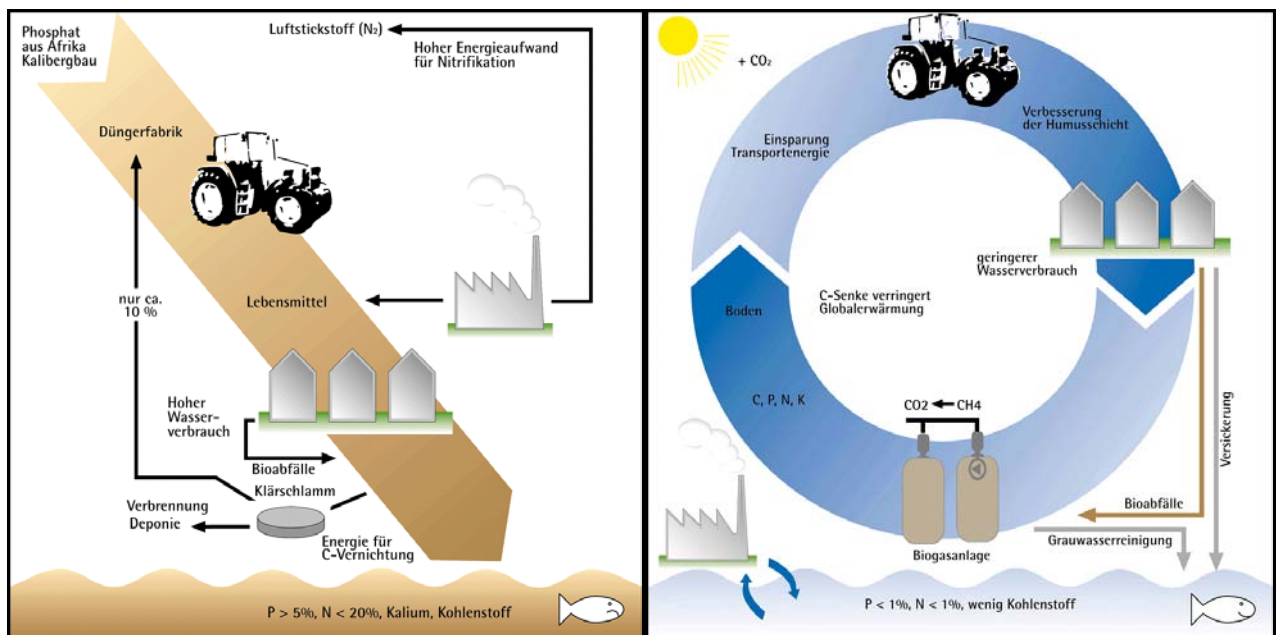 Phosphat
aus Afrika
Kalibergbau
Luftstickstoff (N₂)
Hoher Energieaufwand
für Nitrifikation
Düngerfabrik
nur ca.
10 %
Lebensmittel
Hoher
Wasser-
verbrauch
Bioabfälle
Klärschlamm
Verbrennung
Deponie
Energie für
C-Vernichtung
P > 5%, N < 20%, Kalium, Kohlenstoff
+ CO₂
Verbesserung
der Humusschicht
Einsparung
Transportenergie
geringerer
Wasserverbrauch
C-Senke verringert
Globalerwärmung
Boden
C, P, N, K
CO2
CH4
Versickerung
Bioabfälle
Grauwasserreinigung
Biogasanlage
P < 1%, N < 1%, wenig Kohlenstoff